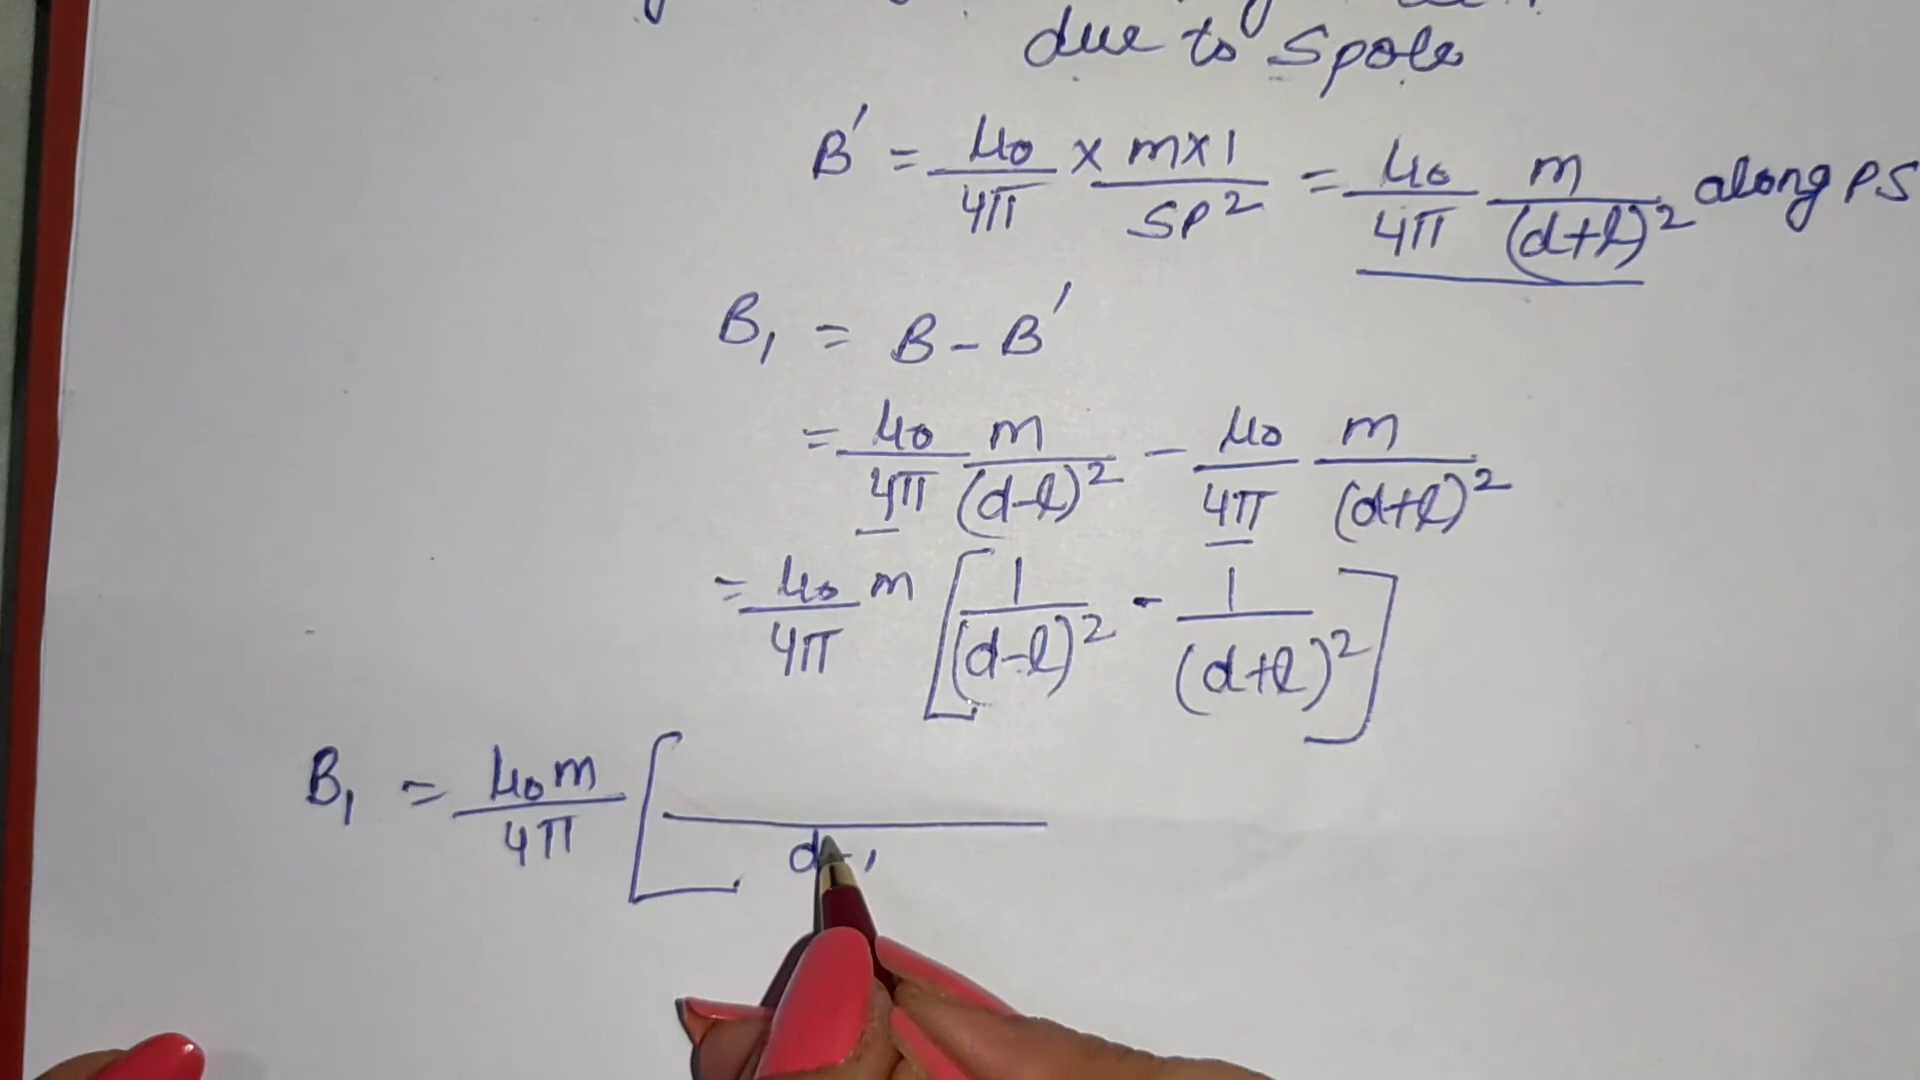 due to S pole
B' = μ₀/4π × m×1/SP² = μ₀/4π m/(d+l)² along PS
B₁ = B - B'
= μ₀/4π m/(d-l)² - μ₀/4π m/(d+l)²
= μ₀/4π m [1/(d-l)² - 1/(d+l)²]
B₁ = μ₀m/4π [
d